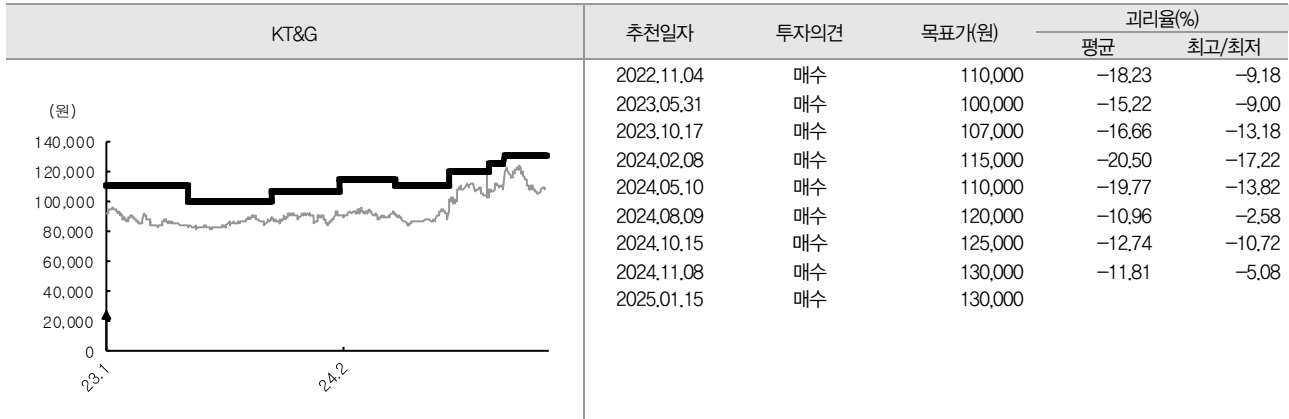 KT&G
추천일자 투자의견 목표가(원) 괴리율(%)
평균 최고/최저
2022.11.04 매수 110,000 -18.23 -9.18
2023.05.31 매수 100,000 -15.22 -9.00
2023.10.17 매수 107,000 -16.66 -13.18
2024.02.08 매수 115,000 -20.50 -17.22
2024.05.10 매수 110,000 -19.77 -13.82
2024.08.09 매수 120,000 -10.96 -2.58
2024.10.15 매수 125,000 -12.74 -10.72
2024.11.08 매수 130,000 -11.81 -5.08
2025.01.15 매수 130,000
(원)
140,000
120,000
100,000
80,000
60,000
40,000
20,000
0
23.1 24.2